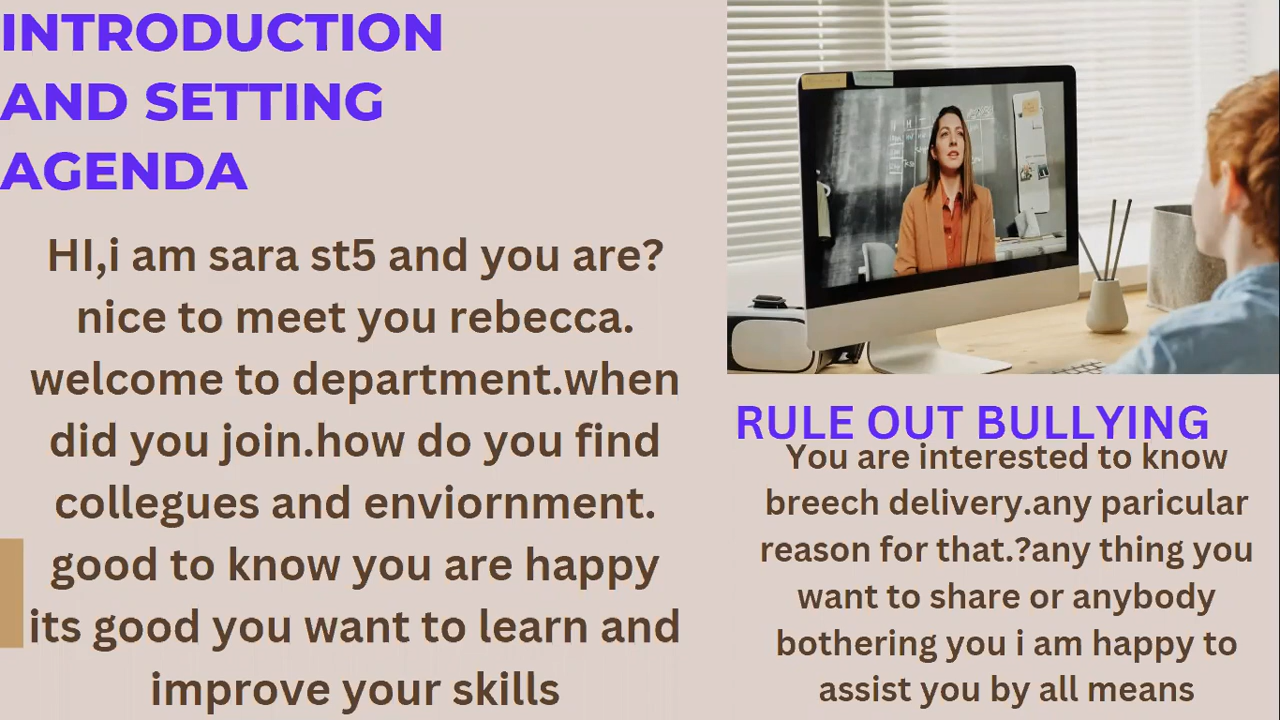 INTRODUCTION
AND SETTING
AGENDA
HI,i am sara st5 and you are?
nice to meet you rebecca.
welcome to department.when
did you join.how do you find
collegues and enviornment.
good to know you are happy
its good you want to learn and
improve your skills
RULE OUT BULLYING
You are interested to know
breech delivery.any paricular
reason for that.?any thing you
want to share or anybody
bothering you i am happy to
assist you by all means